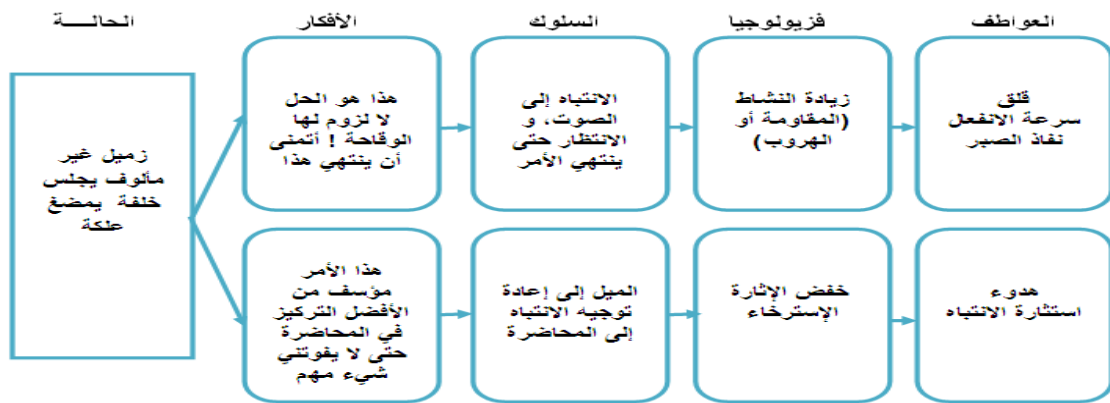 الحالـــــة
الأفكار
السلوك
فزيولوجيا
العواطف
زميل غير
مألوف يجلس
خلفة يمضغ
علكة
هذا هو الحل
لا لزوم لها
الوقاحة ! أتمنى
أن ينتهي هذا
الانتباه إلى
الصوت، و
الانتظار حتى
ينتهي الأمر
زيادة النشاط
(المقاومة أو
الهروب)
قلق
سرعة الانفعال
نفاذ الصبر
هذا الأمر
مؤسف من
الأفضل التركيز
في المحاضرة
حتى لا يفوتني
شيء مهم
الميل إلى إعادة
توجيه الانتباه
إلى المحاضرة
خفض الإثارة
الإسترخاء
هدوء
استثارة الانتباه